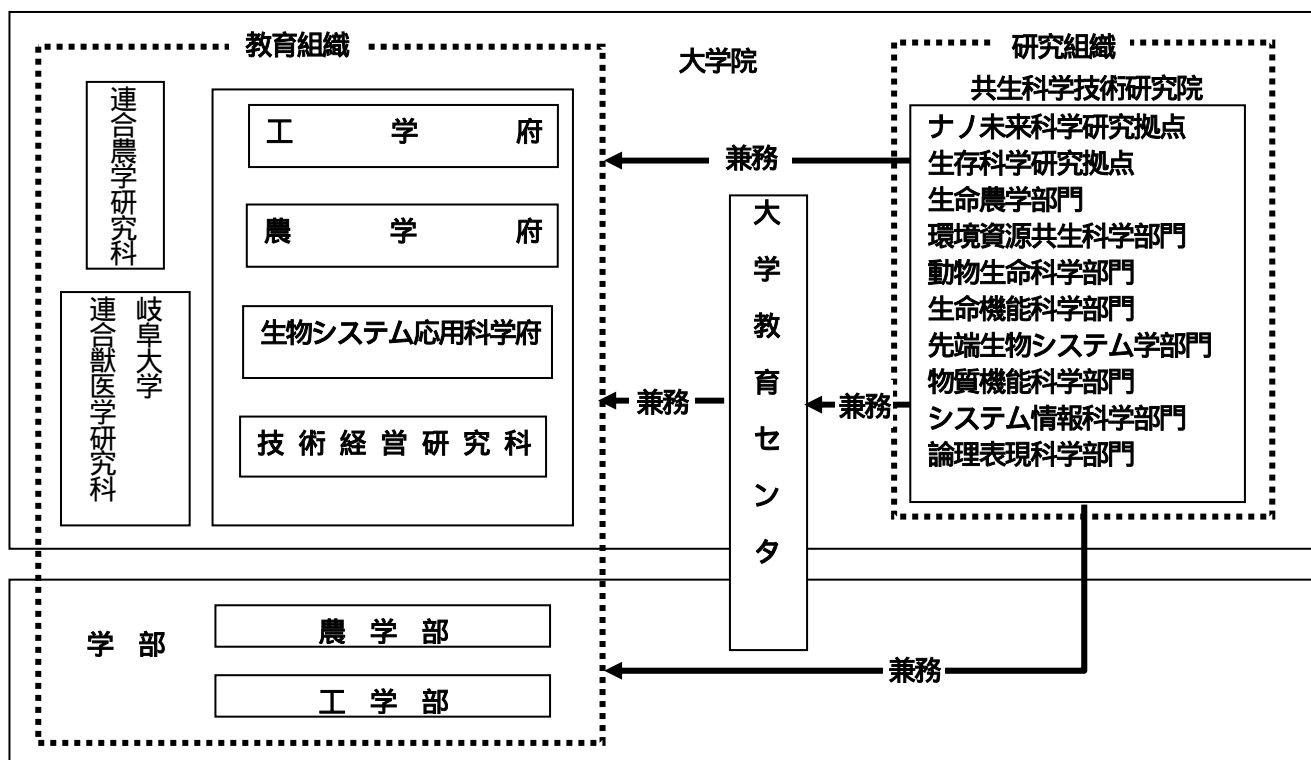 教育組織
大学院
研究組織
共生科学技術研究院
連合農学研究科
岐阜大学
連合獣医学研究科
工学府
農学府
生物システム応用科学府
技術経営研究科
兼務
兼務
兼務
大学教育センタ
ナノ未来科学研究拠点
生存科学研究拠点
生命農学部門
環境資源共生科学部門
動物生命科学部門
生命機能科学部門
先端生物システム学部門
物質機能科学部門
システム情報科学部門
論理表現科学部門
学部
農学部
工学部
兼務